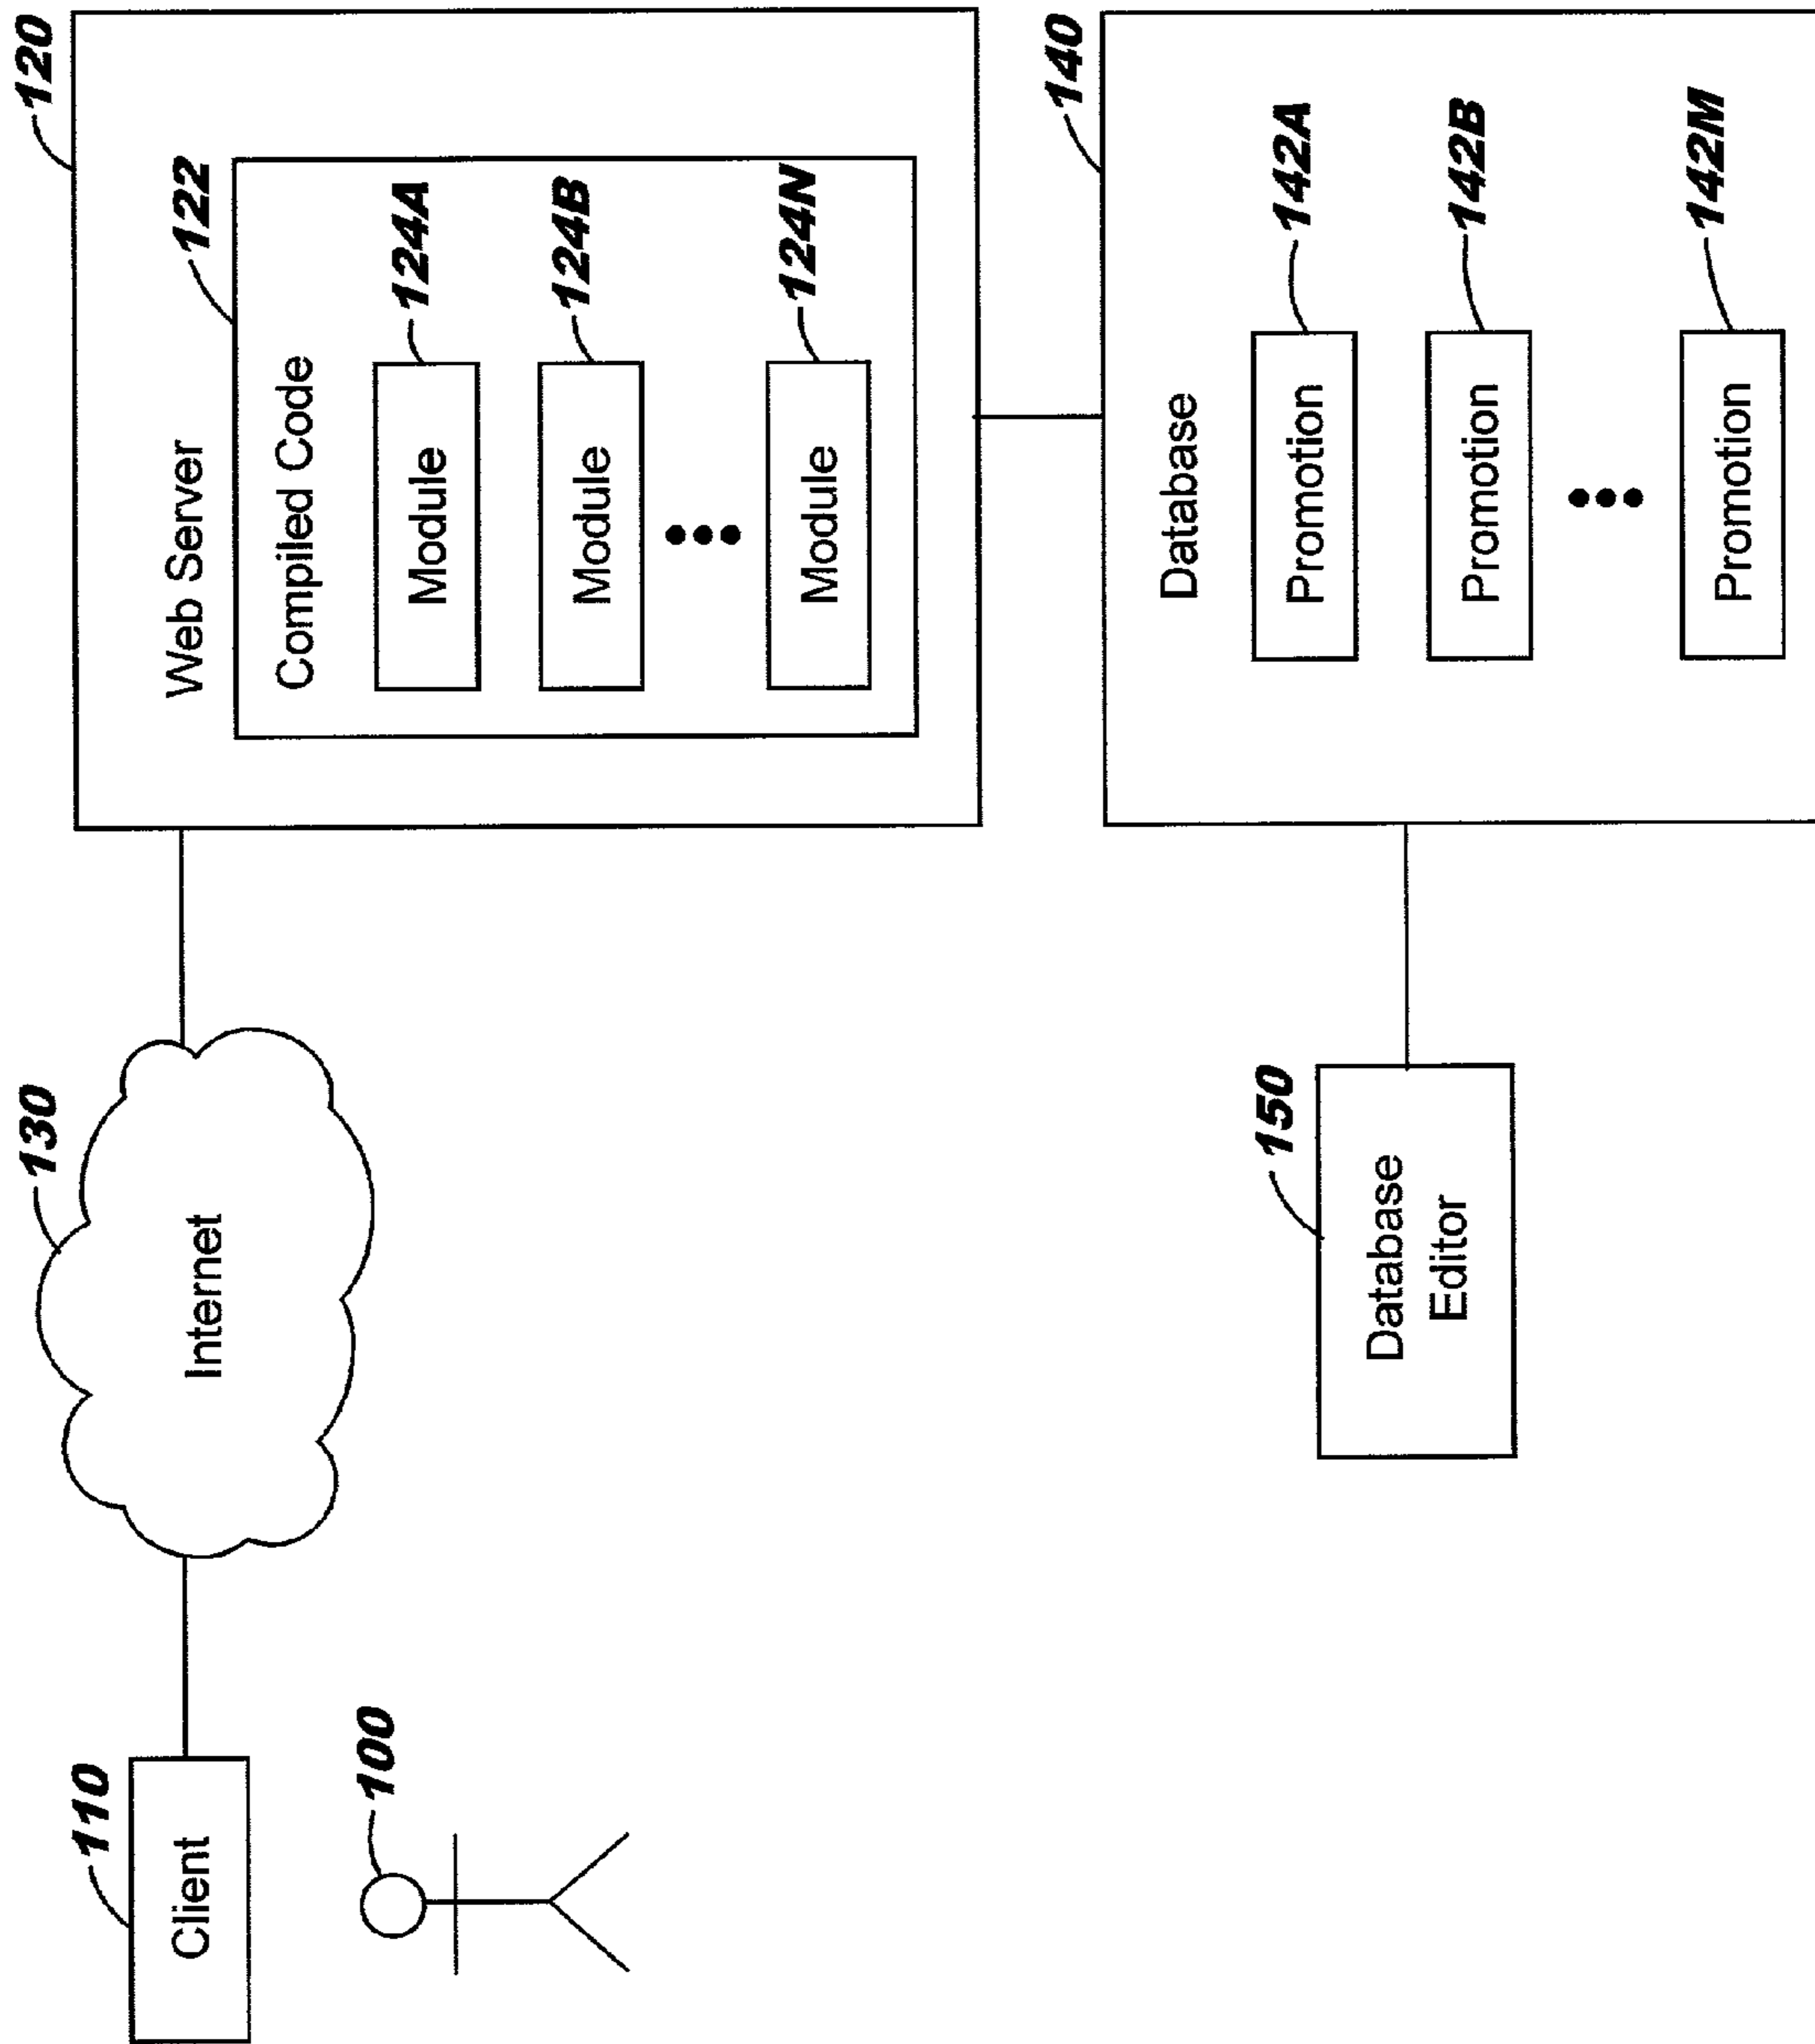 110
Client
100
130
Internet
120
Web Server
122
Compiled Code
Module
124A
Module
124B
Module
124N
140
Database
Promotion
142A
Promotion
142B
Promotion
142M
150
Database
Editor